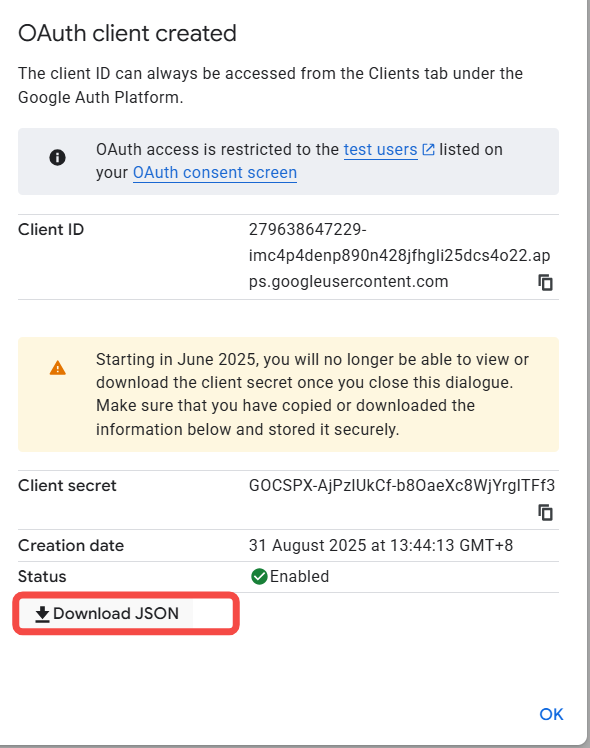 OAuth client created
The client ID can always be accessed from the Clients tab under the
Google Auth Platform.
OAuth access is restricted to the test users listed on
your OAuth consent screen
Client ID
279638647229-
imc4p4denp890n428jfhgli25dcs4o22.ap
ps.googleusercontent.com
Starting in June 2025, you will no longer be able to view or
download the client secret once you close this dialogue.
Make sure that you have copied or downloaded the
information below and stored it securely.
Client secret
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
Creation date
31 August 2025 at 13:44:13 GMT+8
Status
Enabled
Download JSON
OK